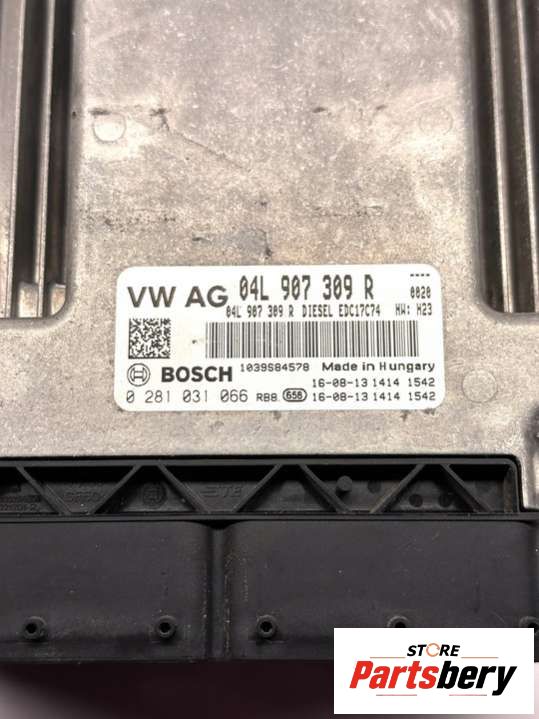 VW AG 04L 907 309 R ----
04L 907 309 R DIESEL EDC17C74 HW: H23 0020
BOSCH 1039S84578 Made in Hungary
16-08-13 1414 1542
0 281 031 066 RBB. 658 16-08-13 1414 1542
STORE
Partsbery